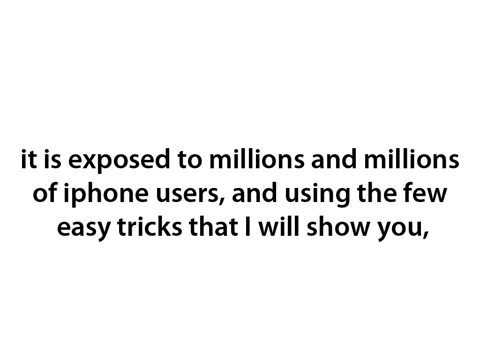 it is exposed to millions and millions
of iphone users, and using the few
easy tricks that I will show you,